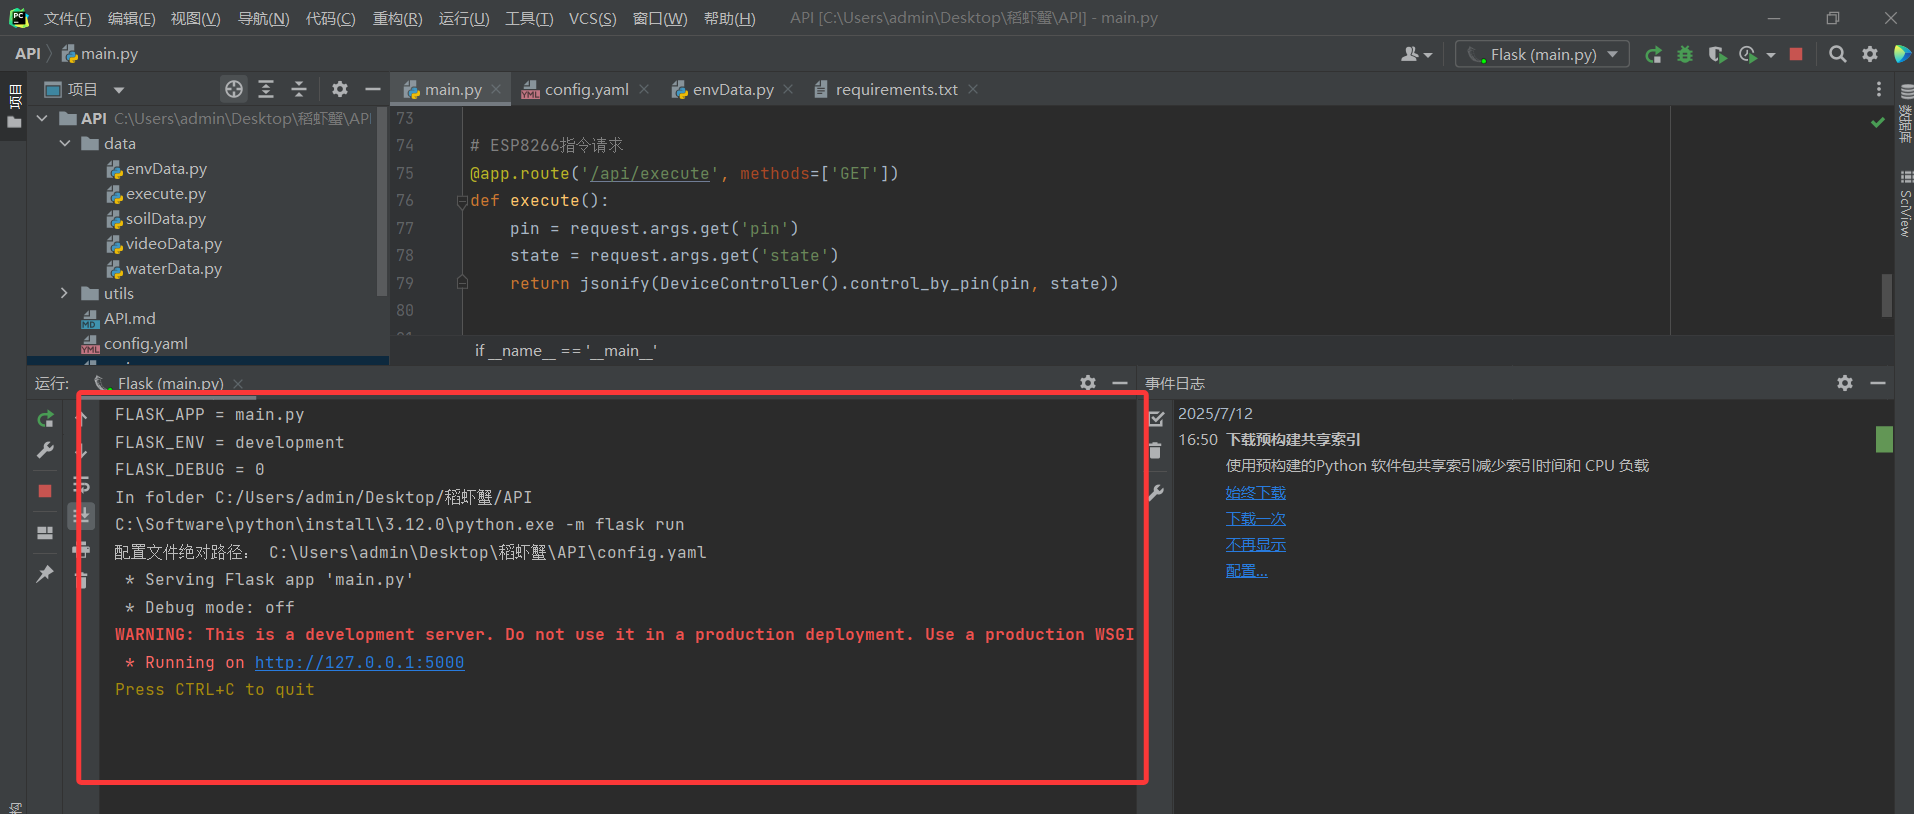 文件(F) 编辑(E) 视图(V) 导航(N) 代码(C) 重构(R) 运行(U) 工具(T) VCS(S) 窗口(W) 帮助(H) API [C:\Users\admin\Desktop\稻虾蟹\API] - main.py
API main.py
Flask (main.py)
项目
项目
API C:\Users\admin\Desktop\稻虾蟹\API
data
envData.py
execute.py
soilData.py
videoData.py
waterData.py
utils
API.md
config.yaml
main.py config.yaml envData.py requirements.txt
73
74 # ESP8266指令请求
75 @app.route('/api/execute', methods=['GET'])
76 def execute():
77 pin = request.args.get('pin')
78 state = request.args.get('state')
79 return jsonify(DeviceController().control_by_pin(pin, state))
80
if __name__ == '__main__'
数据库
SciView
运行: Flask (main.py)
FLASK_APP = main.py
FLASK_ENV = development
FLASK_DEBUG = 0
In folder C:/Users/admin/Desktop/稻虾蟹/API
C:\Software\python\install\3.12.0\python.exe -m flask run
配置文件绝对路径： C:\Users\admin\Desktop\稻虾蟹\API\config.yaml
* Serving Flask app 'main.py'
* Debug mode: off
WARNING: This is a development server. Do not use it in a production deployment. Use a production WSGI
* Running on http://127.0.0.1:5000
Press CTRL+C to quit
事件日志
2025/7/12
16:50 下载预构建共享索引
使用预构建的Python 软件包共享索引减少索引时间和 CPU 负载
始终下载
下载一次
不再显示
配置...